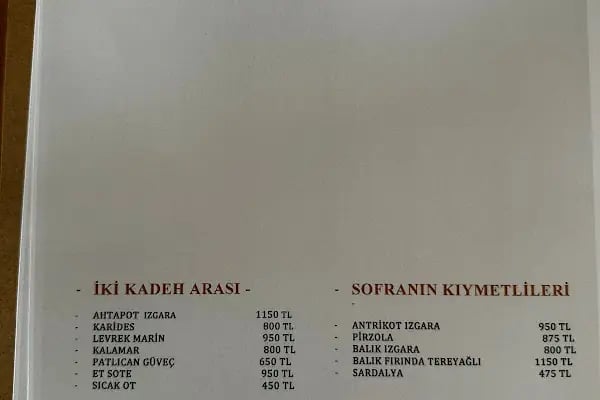 - İKİ KADEH ARASI -
- AHTAPOT IZGARA 1150 TL
- KARİDES 800 TL
- LEVREK MARİN 950 TL
- KALAMAR 800 TL
- PATLICAN GÜVEÇ 650 TL
- ET SOTE 950 TL
- SICAK OT 450 TL
- SOFRANIN KIYMETLİLERİ
-
- ANTRİKOT IZGARA 950 TL
- PİRZOLA 875 TL
- BALIK IZGARA 800 TL
- BALIK FIRINDA TEREYAĞLI 1150 TL
- SARDALYA 475 TL